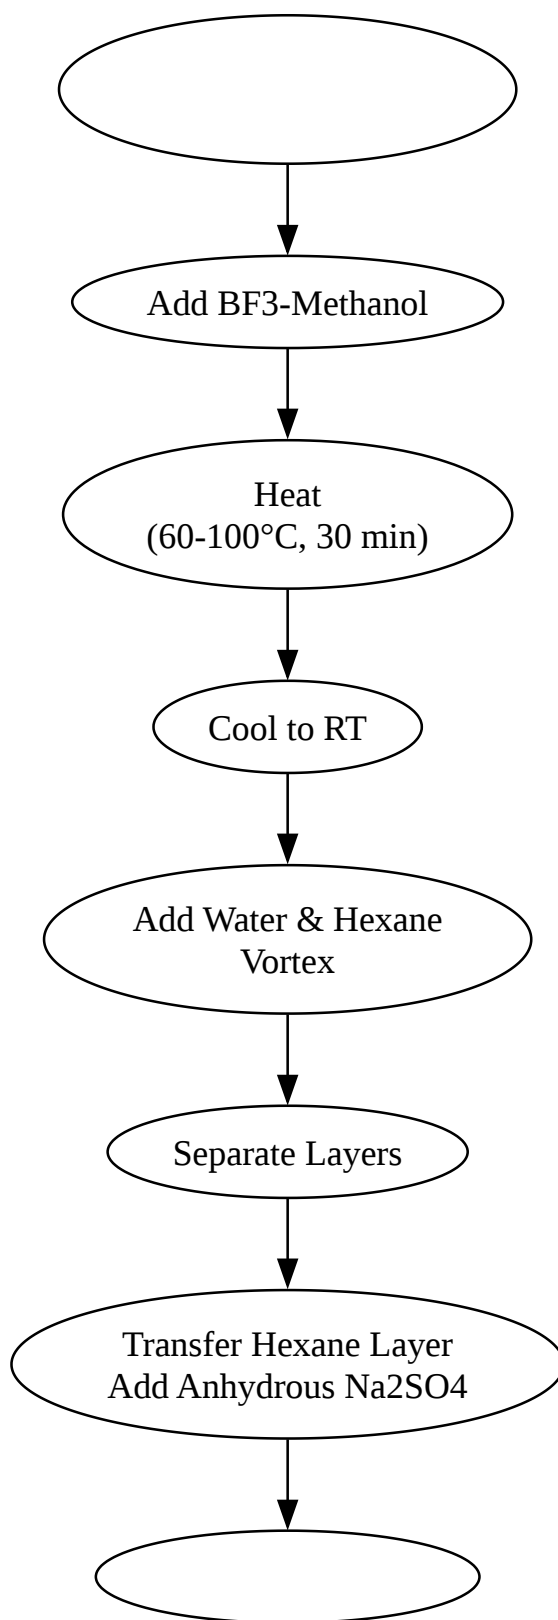 Add BF3-Methanol
Heat
(60-100°C, 30 min)
Cool to RT
Add Water & Hexane
Vortex
Separate Layers
Transfer Hexane Layer
Add Anhydrous Na2SO4